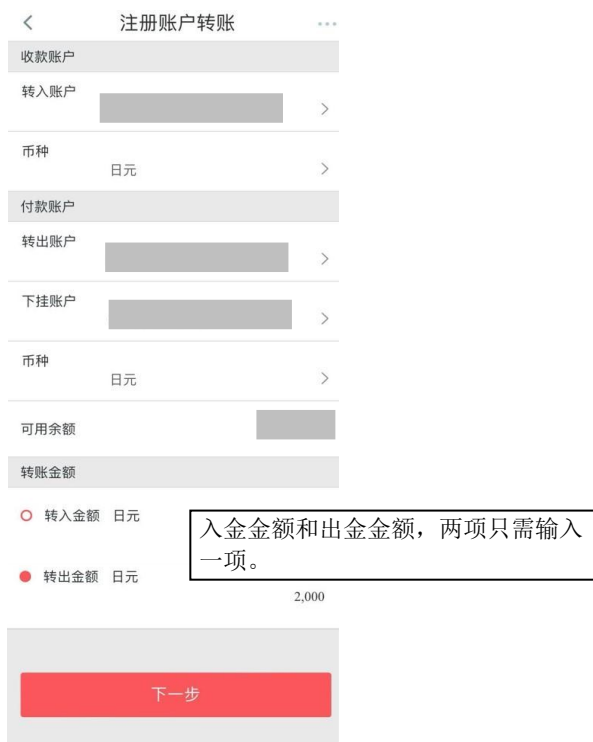 注册账户转账
收款账户
转入账户
币种
日元
付款账户
转出账户
下挂账户
币种
日元
可用余额
转账金额
转入金额 日元
入金金额和出金金额，两项只需输入
一项。
转出金额 日元
2,000
下一步